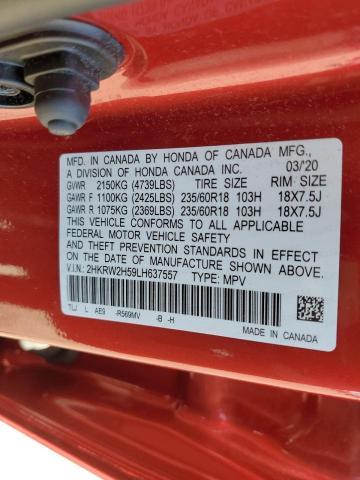 MFD. IN CANADA BY HONDA OF CANADA MFG.,
A DIVISION OF HONDA CANADA INC. 03/'20
GVWR 2150KG (4739LBS) TIRE SIZE RIM SIZE
GAWR F 1100KG (2425LBS) 235/60R18 103H 18X7.5J
GAWR R 1075KG (2369LBS) 235/60R18 103H 18X7.5J
THIS VEHICLE CONFORMS TO ALL APPLICABLE
FEDERAL MOTOR VEHICLE SAFETY
AND THEFT PREVENTION STANDARDS IN EFFECT
ON THE DATE OF MANUFACTURE SHOWN ABOVE.
V.I.N.: 2HKRW2H59LH637557 TYPE: MPV
TLJ L AE9 -R569MV -B -H
MADE IN CANADA